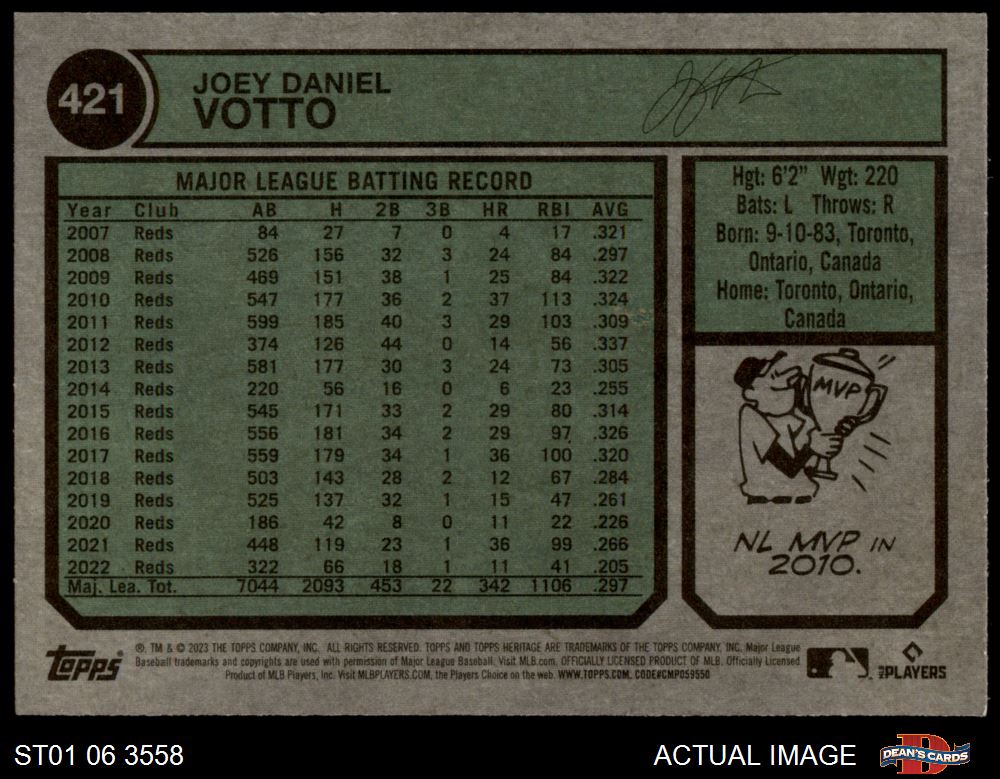 421
JOEY DANIEL
VOTTO
MAJOR LEAGUE BATTING RECORD
Year Club AB H 2B 3B HR RBI AVG
2007 Reds 84 27 7 0 4 17 .321
2008 Reds 526 156 32 3 24 84 .297
2009 Reds 469 151 38 1 25 84 .322
2010 Reds 547 177 36 2 37 113 .324
2011 Reds 599 185 40 3 29 103 .309
2012 Reds 374 126 44 0 14 56 .337
2013 Reds 581 177 30 3 24 73 .305
2014 Reds 220 56 16 0 6 23 .255
2015 Reds 545 171 33 2 29 80 .314
2016 Reds 556 181 34 2 29 97 .326
2017 Reds 559 179 34 1 36 100 .320
2018 Reds 503 143 28 2 12 67 .284
2019 Reds 525 137 32 1 15 47 .261
2020 Reds 186 42 8 0 11 22 .226
2021 Reds 448 119 23 1 36 99 .266
2022 Reds 322 66 18 1 11 41 .205
Maj. Lea. Tot. 7044 2093 453 22 342 1106 .297
Hgt: 6'2" Wgt: 220
Bats: L Throws: R
Born: 9-10-83, Toronto,
Ontario, Canada
Home: Toronto, Ontario,
Canada
MVP
NL MVP IN
2010.
topps
®, TM & © 2023 THE TOPPS COMPANY, INC. ALL RIGHTS RESERVED. TOPPS AND TOPPS HERITAGE ARE TRADEMARKS OF THE TOPPS COMPANY, INC. Major League
Baseball trademarks and copyrights are used with permission of Major League Baseball. Visit MLB.com. OFFICIALLY LICENSED PRODUCT OF MLB. Officially Licensed
Product of MLB Players, Inc. Visit MLBPLAYERS.COM, the Players Choice on the web. WWW.TOPPS.COM. CODE#CMP059550
PLAYERS
ST01 06 3558
ACTUAL IMAGE
DEAN'S CARDS